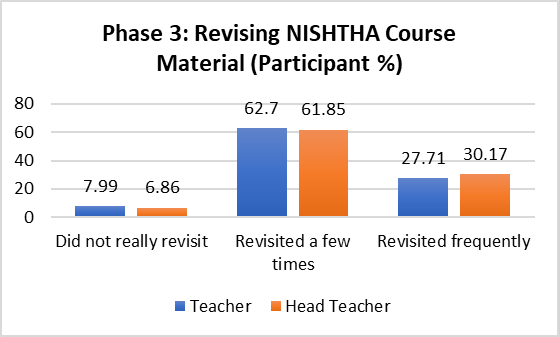 Phase 3: Revising NISHTHA Course
Material (Participant %)
80
60
40
20
0
7.99 6.86
62.7 61.85
27.71 30.17
Did not really revisit
Revisited a few
times
Revisited frequently
Teacher Head Teacher